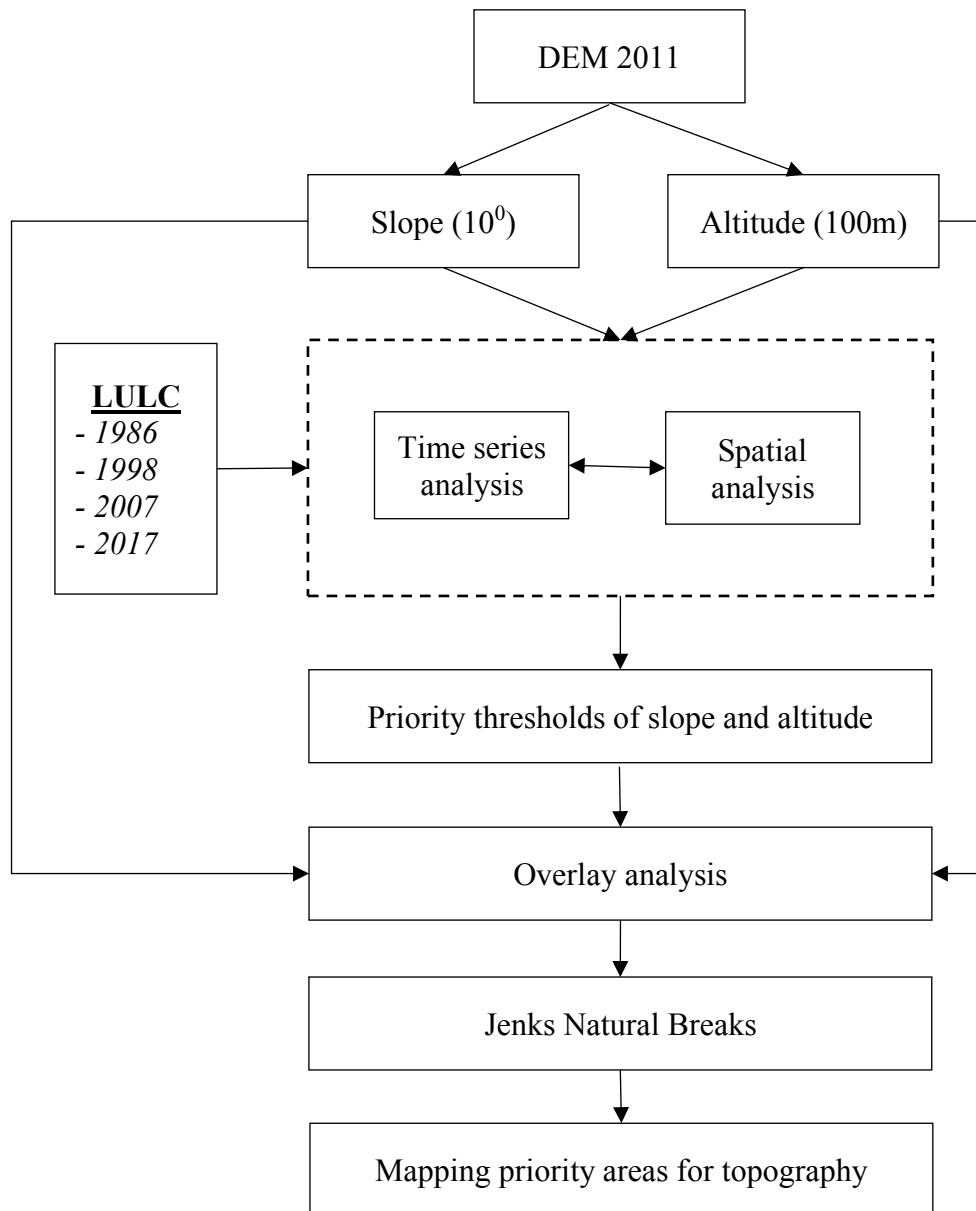 DEM 2011
Slope (10⁰)
Altitude (100m)
LULC
- 1986
- 1998
- 2007
- 2017
Time series
analysis
Spatial
analysis
Priority thresholds of slope and altitude
Overlay analysis
Jenks Natural Breaks
Mapping priority areas for topography